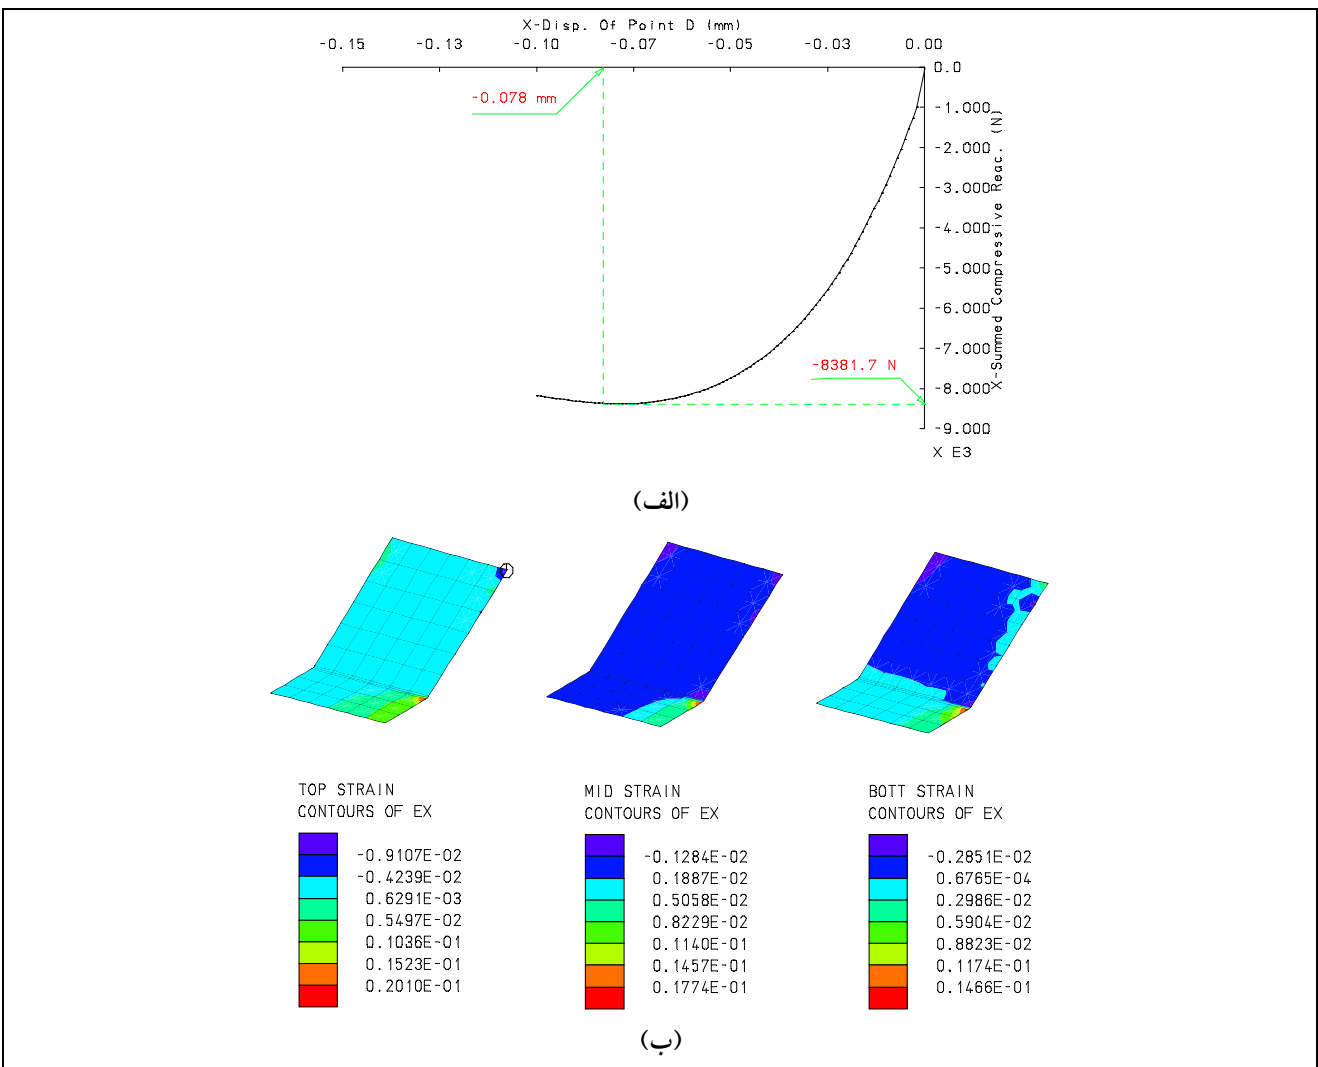 X-Disp. Of Point D (mm)
-0.15 -0.13 -0.10 -0.07 -0.05 -0.03 0.00
0.0
-0.078 mm
-1.000
-2.000
-3.000
-4.000
-5.000
-6.000
-7.000
-8381.7 N
-8.000
-9.000
X-Summed Compressive Reac. (N)
X E3
(الف)
TOP STRAIN
CONTOURS OF EX
-0.9107E-02
-0.4239E-02
0.6291E-03
0.5497E-02
0.1036E-01
0.1523E-01
0.2010E-01
MID STRAIN
CONTOURS OF EX
-0.1284E-02
0.1887E-02
0.5058E-02
0.8229E-02
0.1140E-01
0.1457E-01
0.1774E-01
BOTT STRAIN
CONTOURS OF EX
-0.2851E-02
0.6765E-04
0.2986E-02
0.5904E-02
0.8823E-02
0.1174E-01
0.1466E-01
(ب)